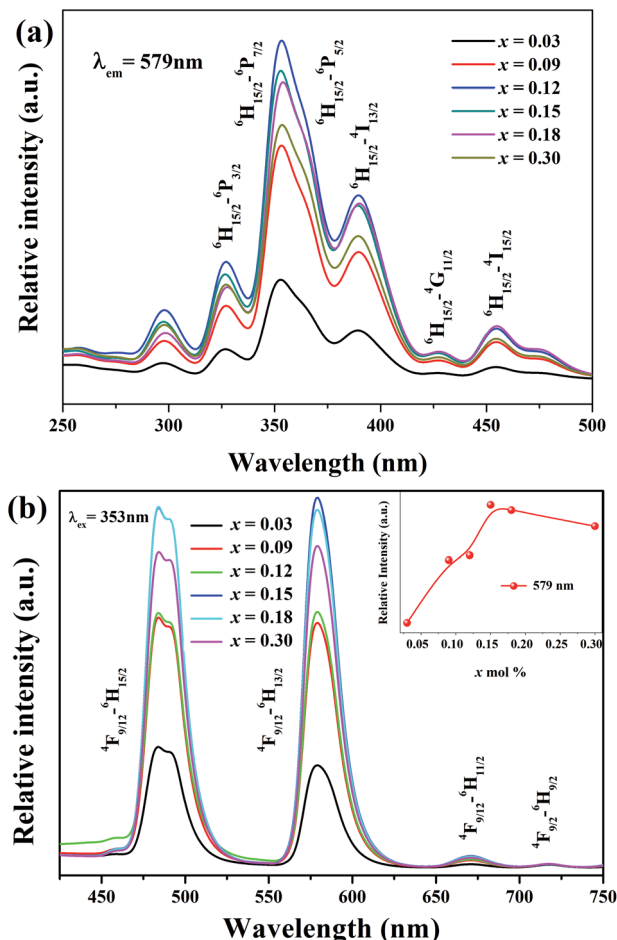 (a)
λem = 579nm
6H15/2-6P3/2
6H15/2-6P7/2
6H15/2-6P5/2
6H15/2-4I13/2
6H15/2-4G11/2
6H15/2-4I15/2
x = 0.03
x = 0.09
x = 0.12
x = 0.15
x = 0.18
x = 0.30
Relative intensity (a.u.)
250 300 350 400 450 500
Wavelength (nm)
(b)
λex = 353nm
x = 0.03
x = 0.09
x = 0.12
x = 0.15
x = 0.18
x = 0.30
4F9/12-6H15/2
4F9/12-6H13/2
4F9/12-6H11/2
4F9/2-6H9/2
Relative Intensity (a.u.)
579 nm
0.05 0.10 0.15 0.20 0.25 0.30
x mol %
Relative intensity (a.u.)
450 500 550 600 650 700 750
Wavelength (nm)